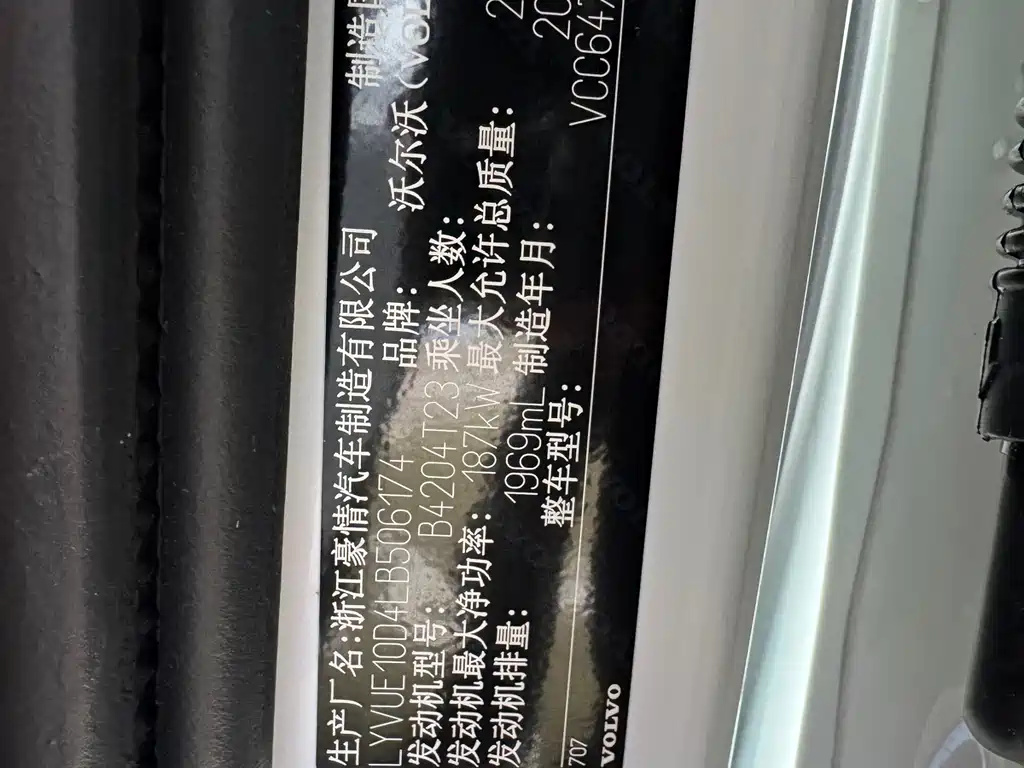 生产厂名:浙江豪情汽车制造有限公司 制造国
LYVUE10D4LB506174 品牌: 沃尔沃(VOL
发动机型号: B4204T23 乘坐人数:
发动机最大净功率: 187kW 最大允许总质量: 2
发动机排量: 1969mL 制造年月: 20
整车型号: VCC647
707
VOLVO